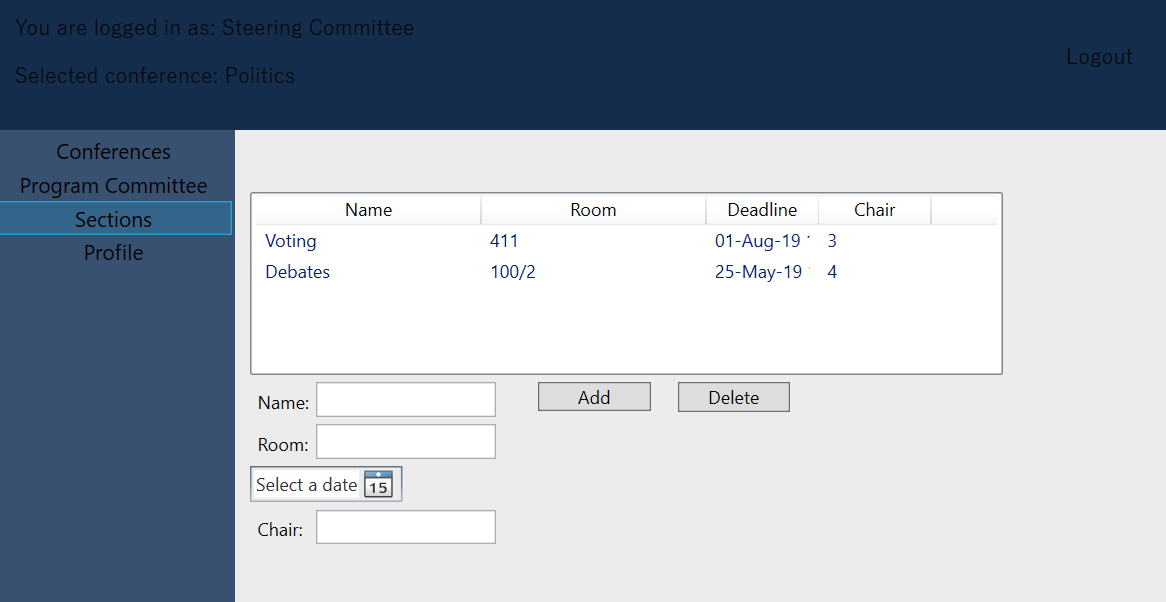 You are logged in as: Steering Committee
Selected conference: Politics
Logout
Conferences
Program Committee
Sections
Profile
Name Room Deadline Chair
Voting 411 01-Aug-19 3
Debates 100/2 25-May-19 4
Name:
Add Delete
Room:
Select a date 15
Chair: